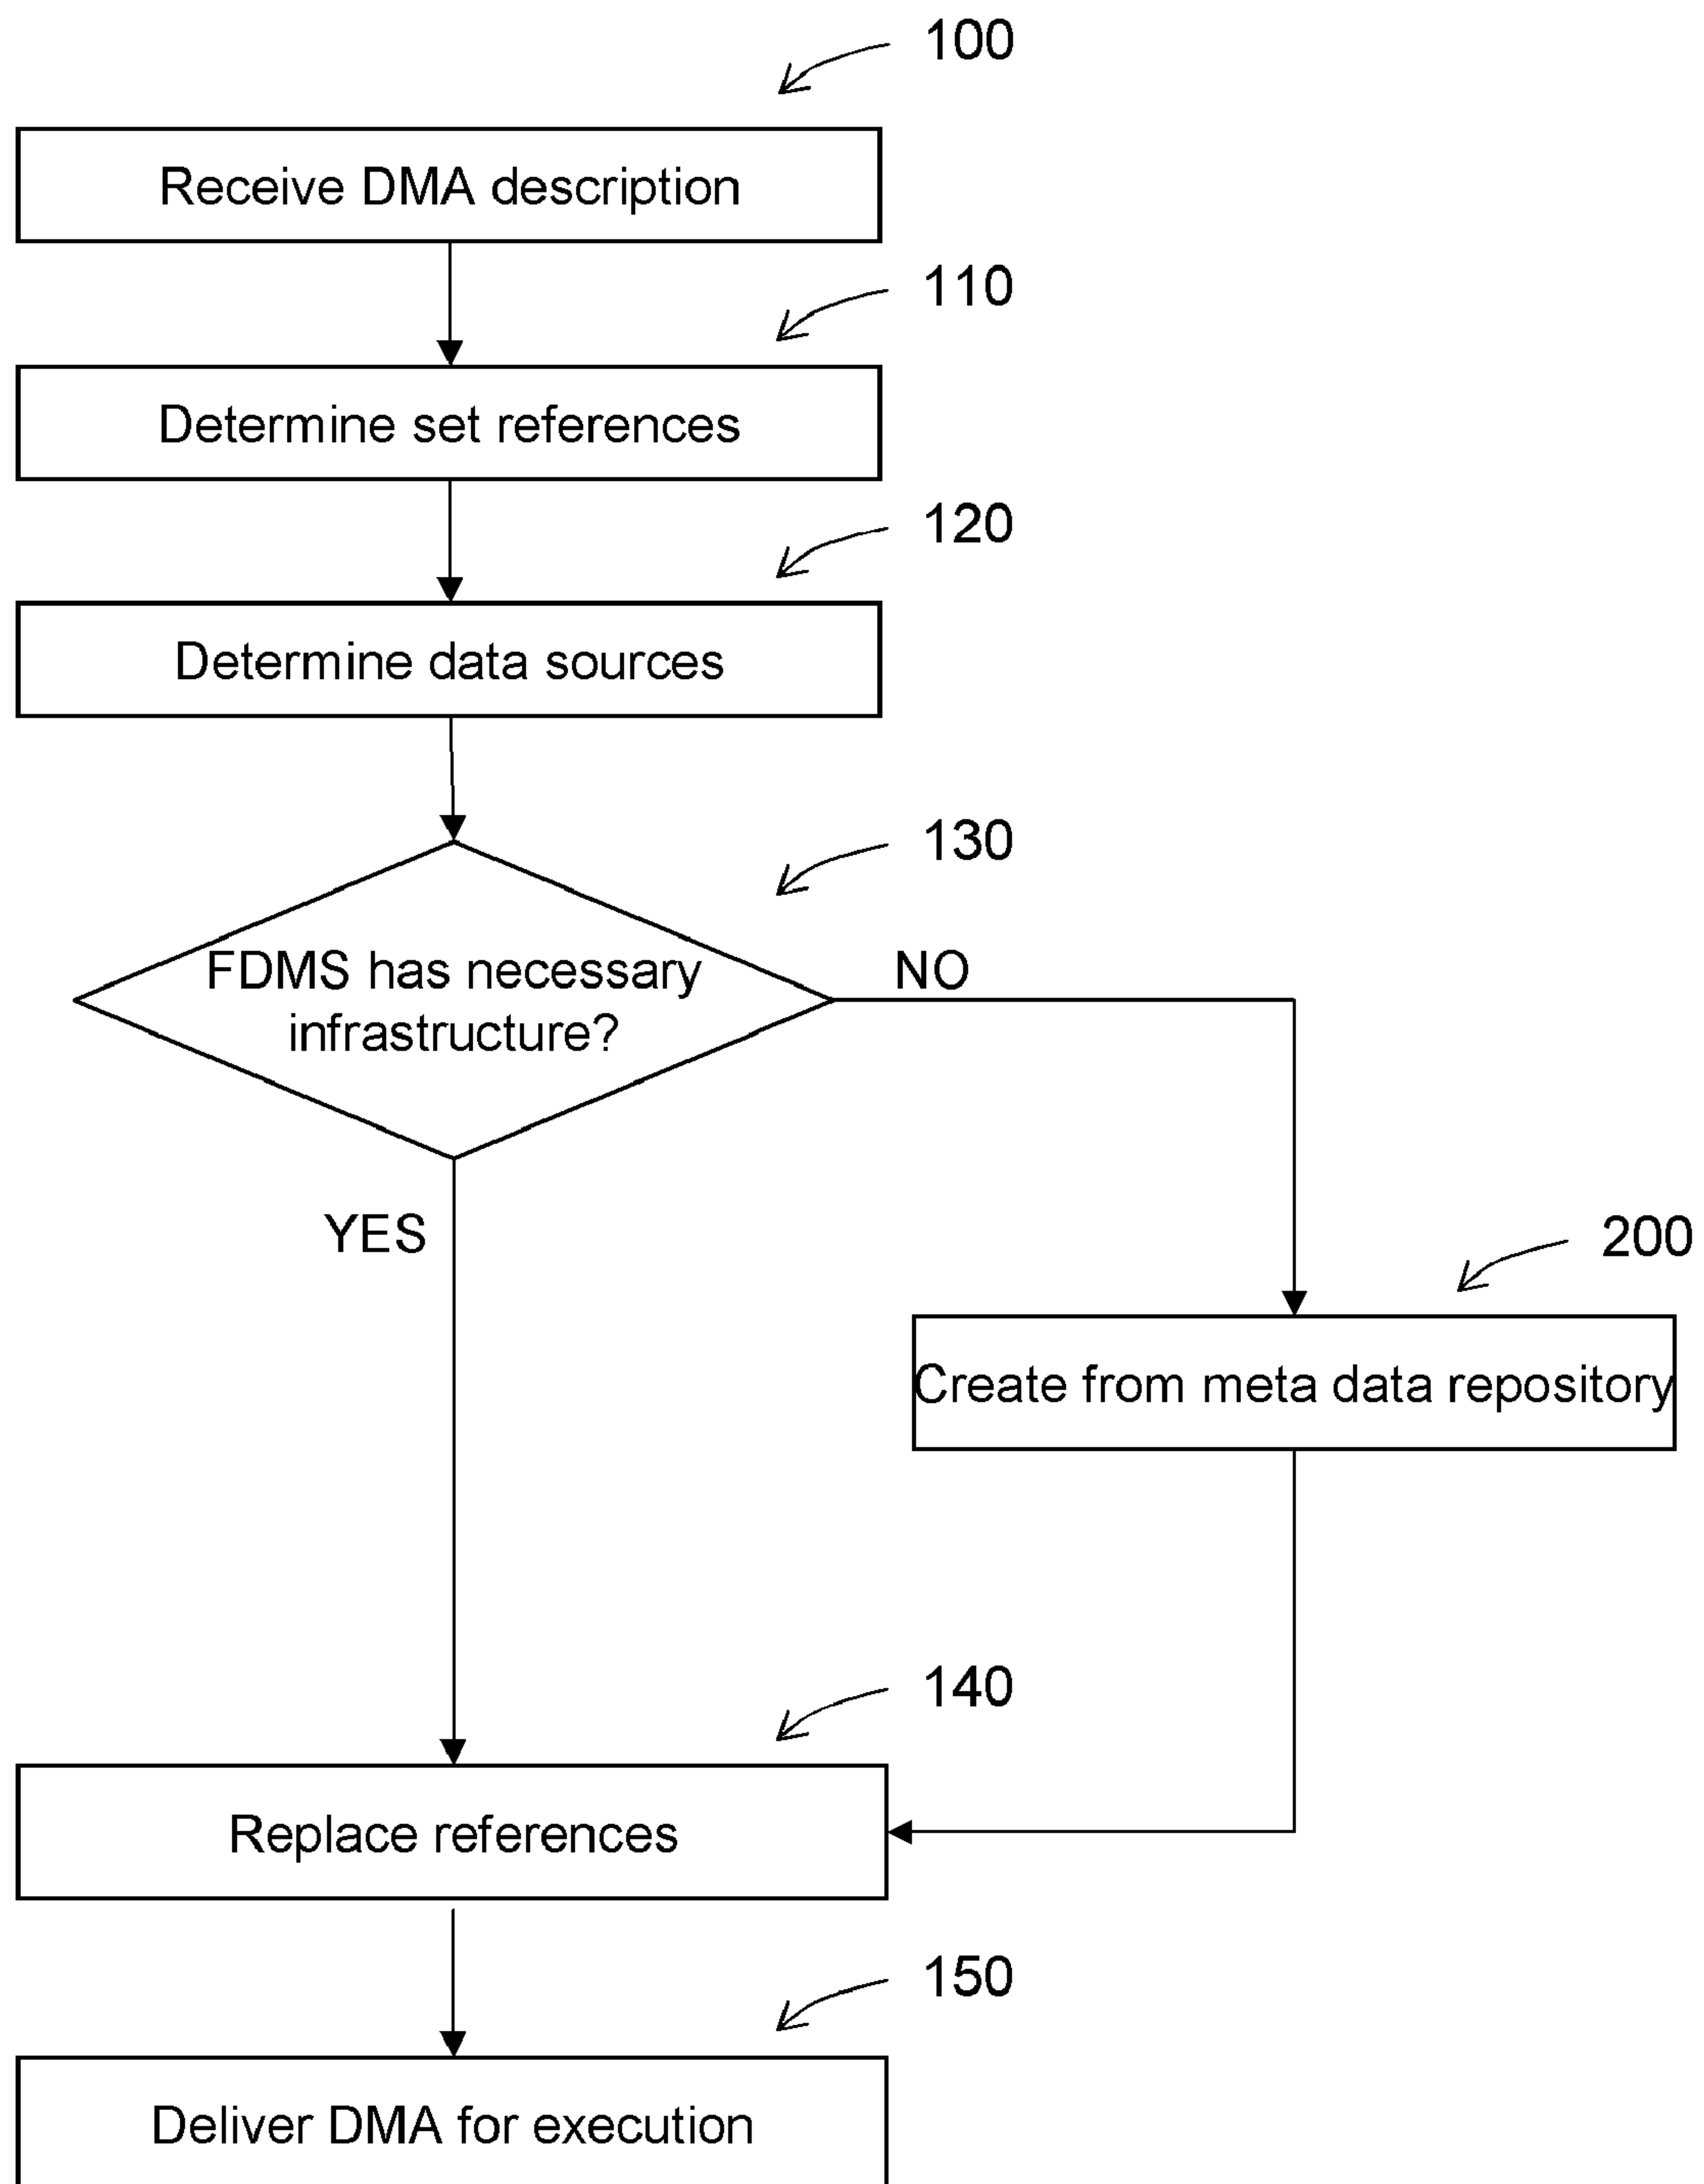 100
Receive DMA description
110
Determine set references
120
Determine data sources
130
FDMS has necessary
infrastructure?
NO
YES
200
Create from meta data repository
140
Replace references
150
Deliver DMA for execution